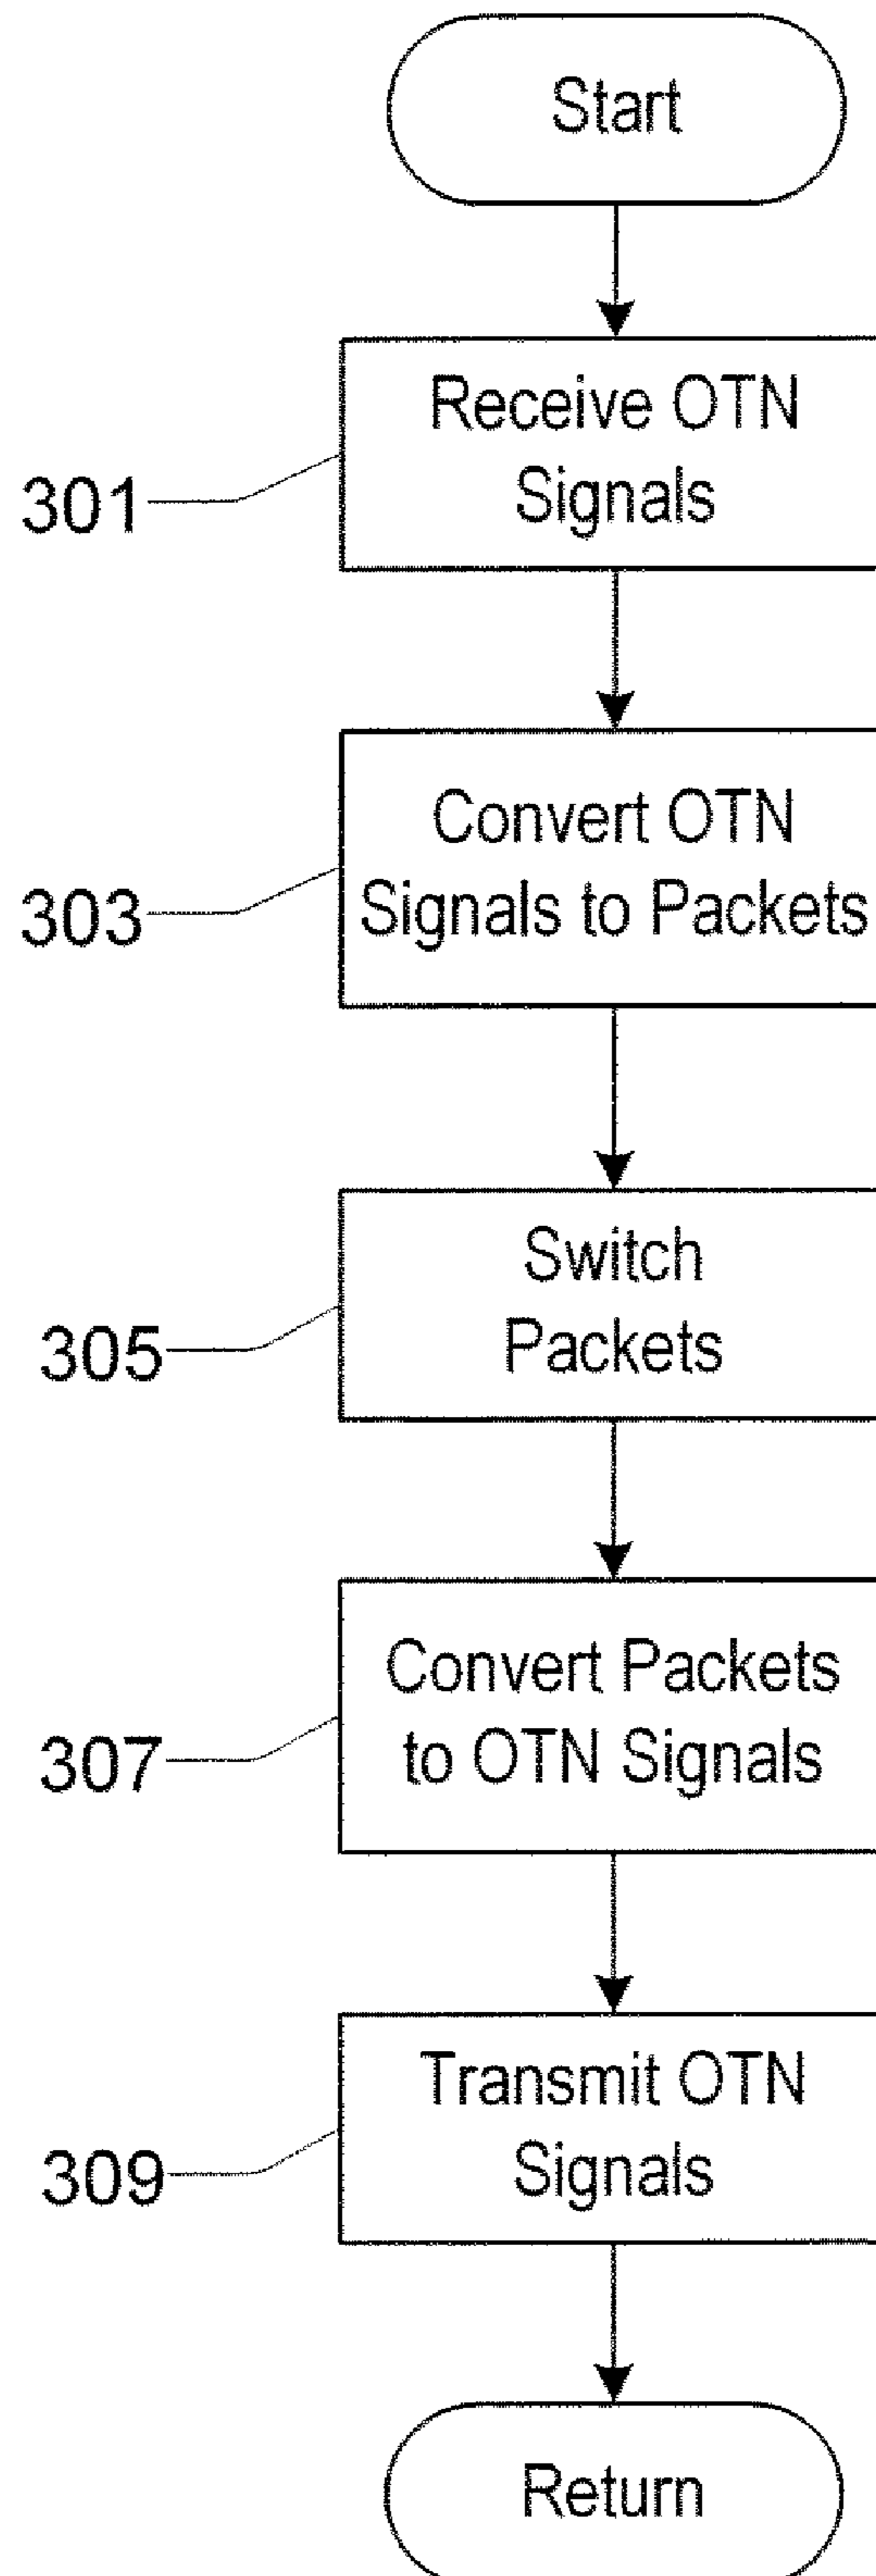 Start
Receive OTN
Signals
301
Convert OTN
Signals to Packets
303
Switch
Packets
305
Convert Packets
to OTN Signals
307
Transmit OTN
Signals
309
Return